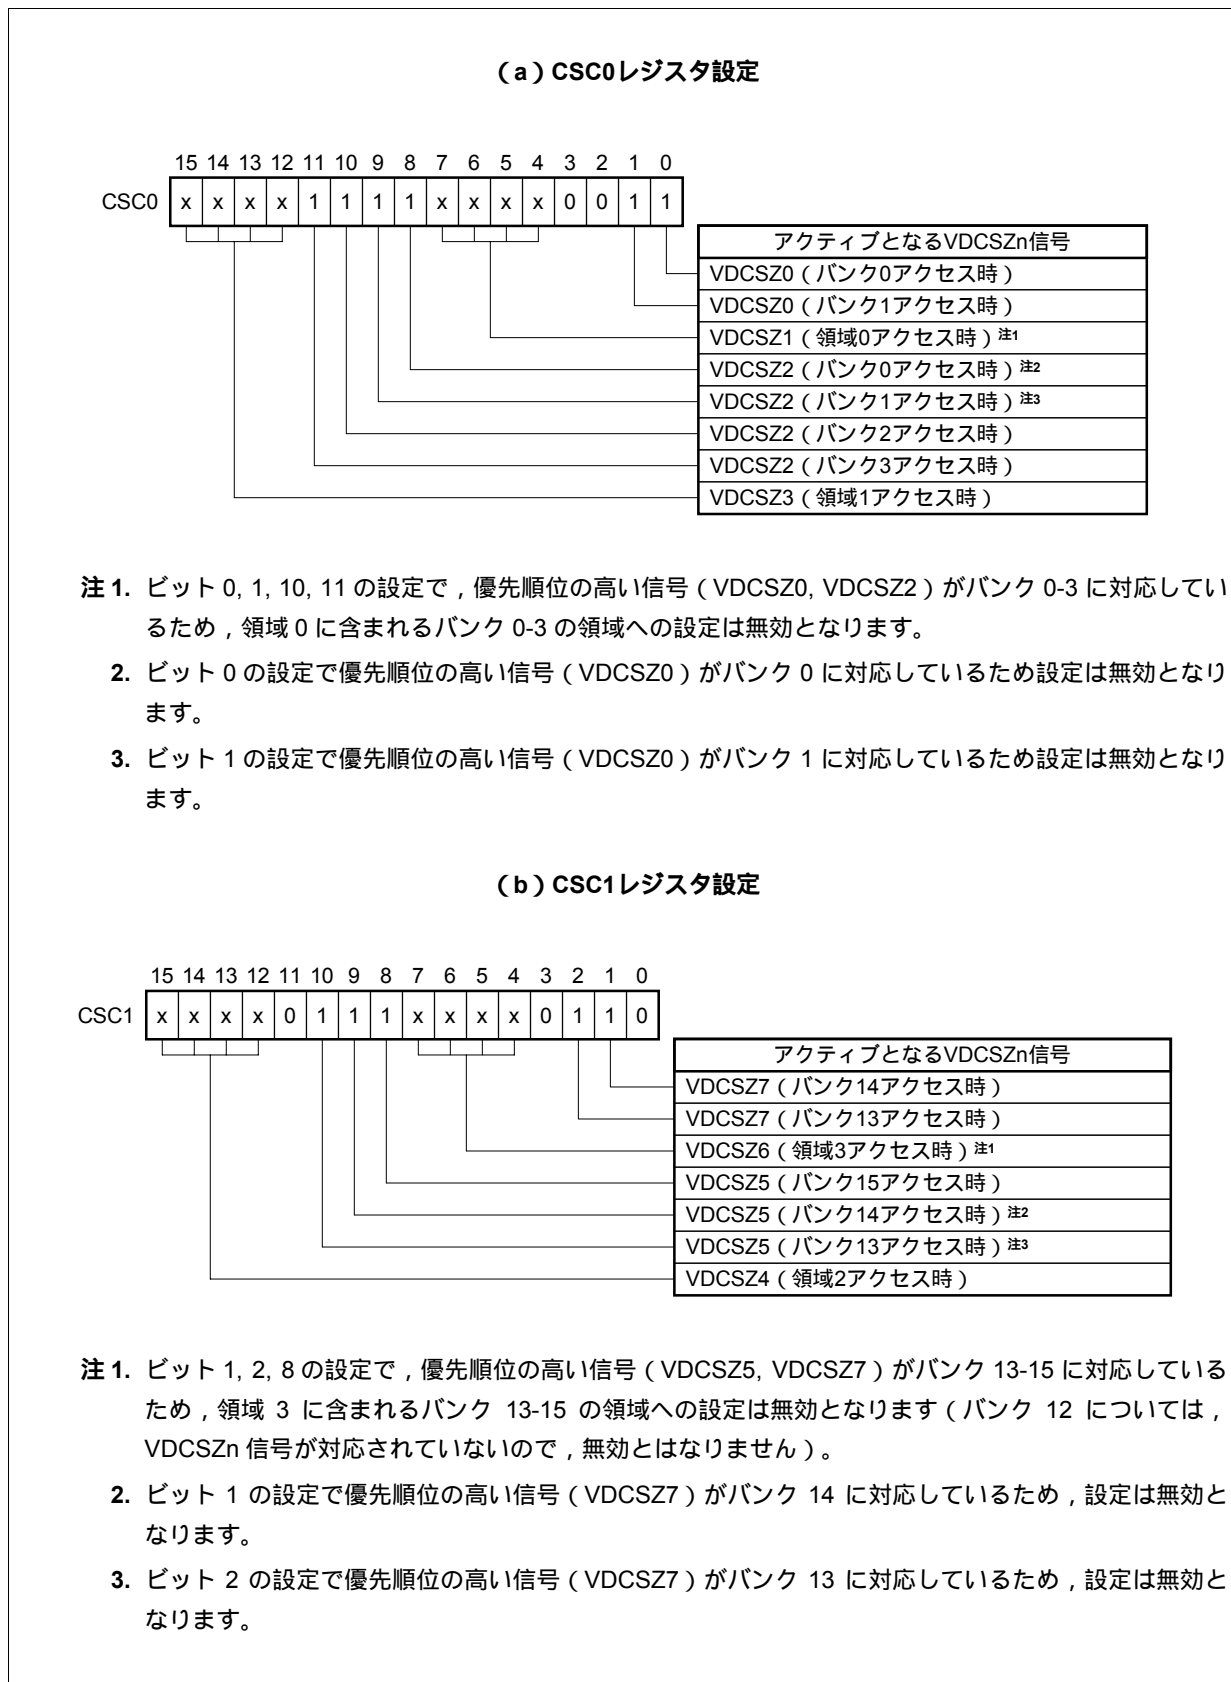 （a）CSC0レジスタ設定
15 14 13 12 11 10 9 8 7 6 5 4 3 2 1 0
CSC0 x x x x 1 1 1 1 x x x x 0 0 1 1
アクティブとなるVDCSZn信号
VDCSZ0（バンク0アクセス時）
VDCSZ0（バンク1アクセス時）
VDCSZ1（領域0アクセス時）注1
VDCSZ2（バンク0アクセス時）注2
VDCSZ2（バンク1アクセス時）注3
VDCSZ2（バンク2アクセス時）
VDCSZ2（バンク3アクセス時）
VDCSZ3（領域1アクセス時）
注 1. ビット 0, 1, 10, 11 の設定で，優先順位の高い信号（VDCSZ0, VDCSZ2）がバンク 0-3 に対応してい
るため，領域 0 に含まれるバンク 0-3 の領域への設定は無効となります。
2. ビット 0 の設定で優先順位の高い信号（VDCSZ0）がバンク 0 に対応しているため設定は無効となり
ます。
3. ビット 1 の設定で優先順位の高い信号（VDCSZ0）がバンク 1 に対応しているため設定は無効となり
ます。
（b）CSC1レジスタ設定
15 14 13 12 11 10 9 8 7 6 5 4 3 2 1 0
CSC1 x x x x 0 1 1 1 x x x x 0 1 1 0
アクティブとなるVDCSZn信号
VDCSZ7（バンク14アクセス時）
VDCSZ7（バンク13アクセス時）
VDCSZ6（領域3アクセス時）注1
VDCSZ5（バンク15アクセス時）
VDCSZ5（バンク14アクセス時）注2
VDCSZ5（バンク13アクセス時）注3
VDCSZ4（領域2アクセス時）
注 1. ビット 1, 2, 8 の設定で，優先順位の高い信号（VDCSZ5, VDCSZ7）がバンク 13-15 に対応している
ため，領域 3 に含まれるバンク 13-15 の領域への設定は無効となります（バンク 12 については，
VDCSZn 信号が対応されていないので，無効とはなりません）。
2. ビット 1 の設定で優先順位の高い信号（VDCSZ7）がバンク 14 に対応しているため，設定は無効と
なります。
3. ビット 2 の設定で優先順位の高い信号（VDCSZ7）がバンク 13 に対応しているため，設定は無効と
なります。